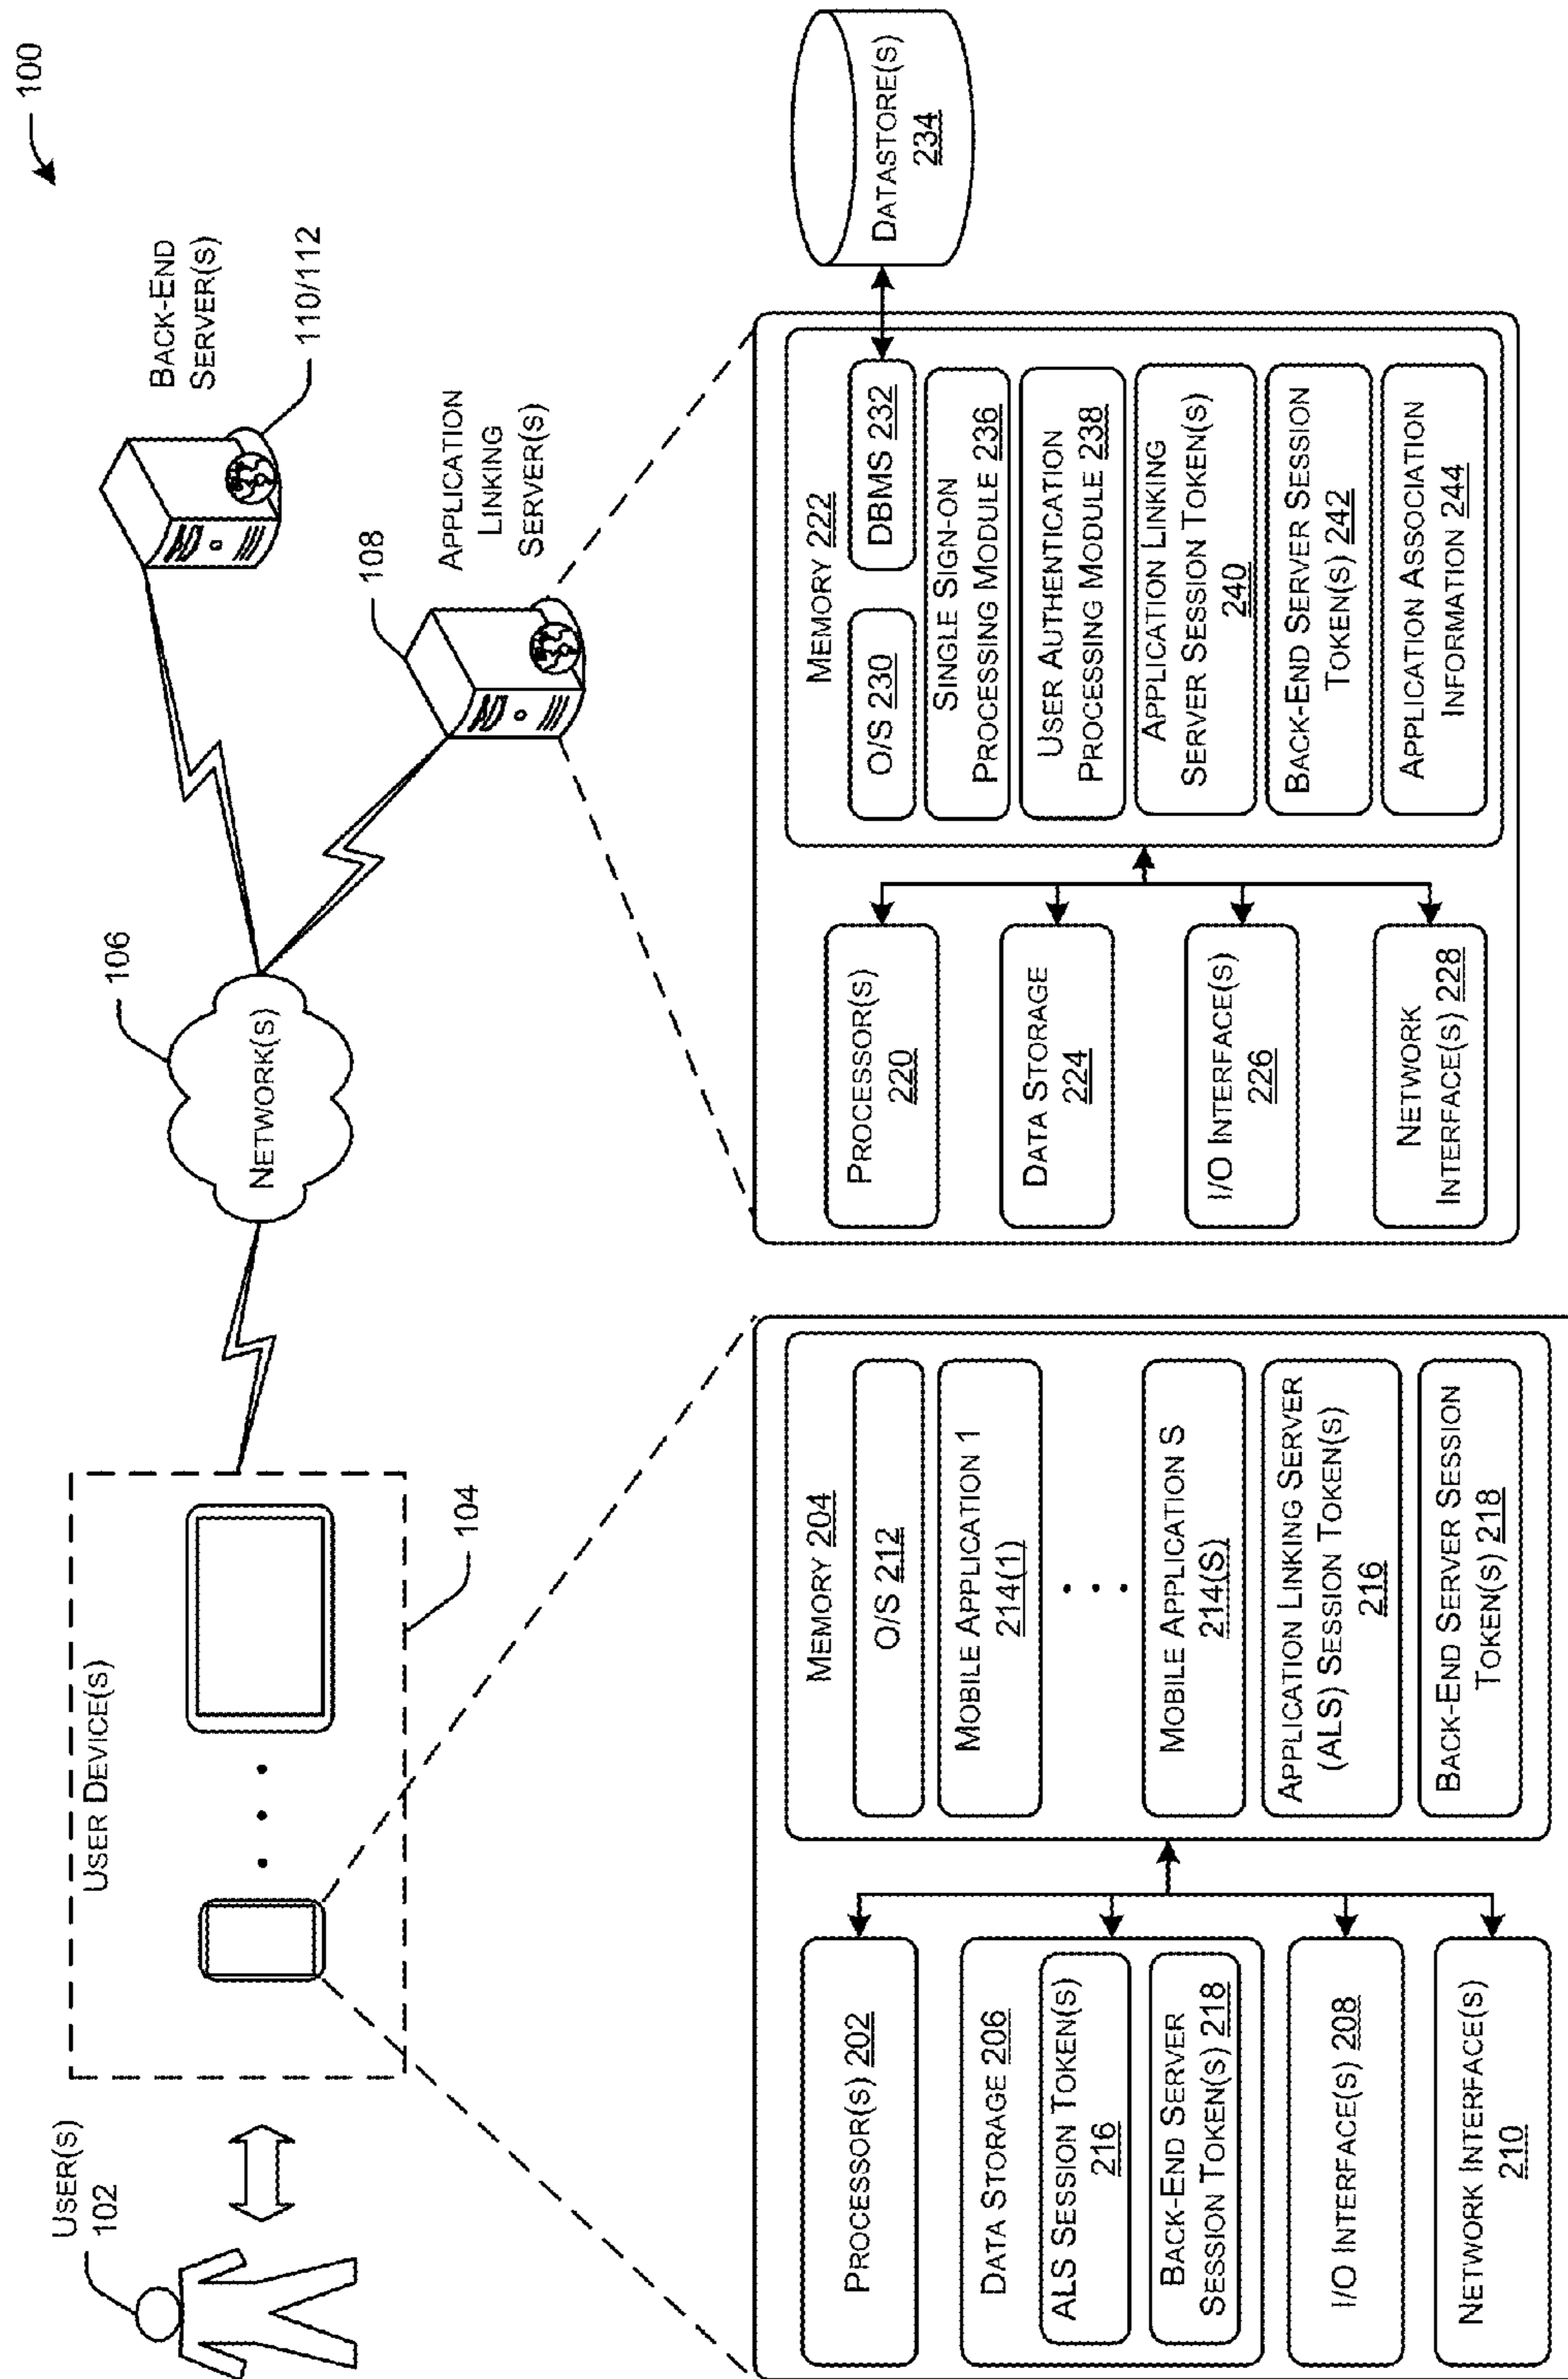 100
USER(S)
102
USER DEVICE(S)
104
NETWORK(S)
106
BACK-END
SERVER(S)
110/112
108
APPLICATION
LINKING
SERVER(S)
PROCESSOR(S) 202
DATA STORAGE 206
ALS SESSION TOKEN(S)
216
BACK-END SERVER
SESSION TOKEN(S) 218
I/O INTERFACE(S) 208
NETWORK INTERFACE(S)
210
MEMORY 204
O/S 212
MOBILE APPLICATION 1
214(1)
MOBILE APPLICATION S
214(S)
APPLICATION LINKING SERVER
(ALS) SESSION TOKEN(S)
216
BACK-END SERVER SESSION
TOKEN(S) 218
PROCESSOR(S)
220
DATA STORAGE
224
I/O INTERFACE(S)
226
NETWORK
INTERFACE(S) 228
MEMORY 222
O/S 230
DBMS 232
SINGLE SIGN-ON
PROCESSING MODULE 236
USER AUTHENTICATION
PROCESSING MODULE 238
APPLICATION LINKING
SERVER SESSION TOKEN(S)
240
BACK-END SERVER SESSION
TOKEN(S) 242
APPLICATION ASSOCIATION
INFORMATION 244
DATASTORE(S)
234